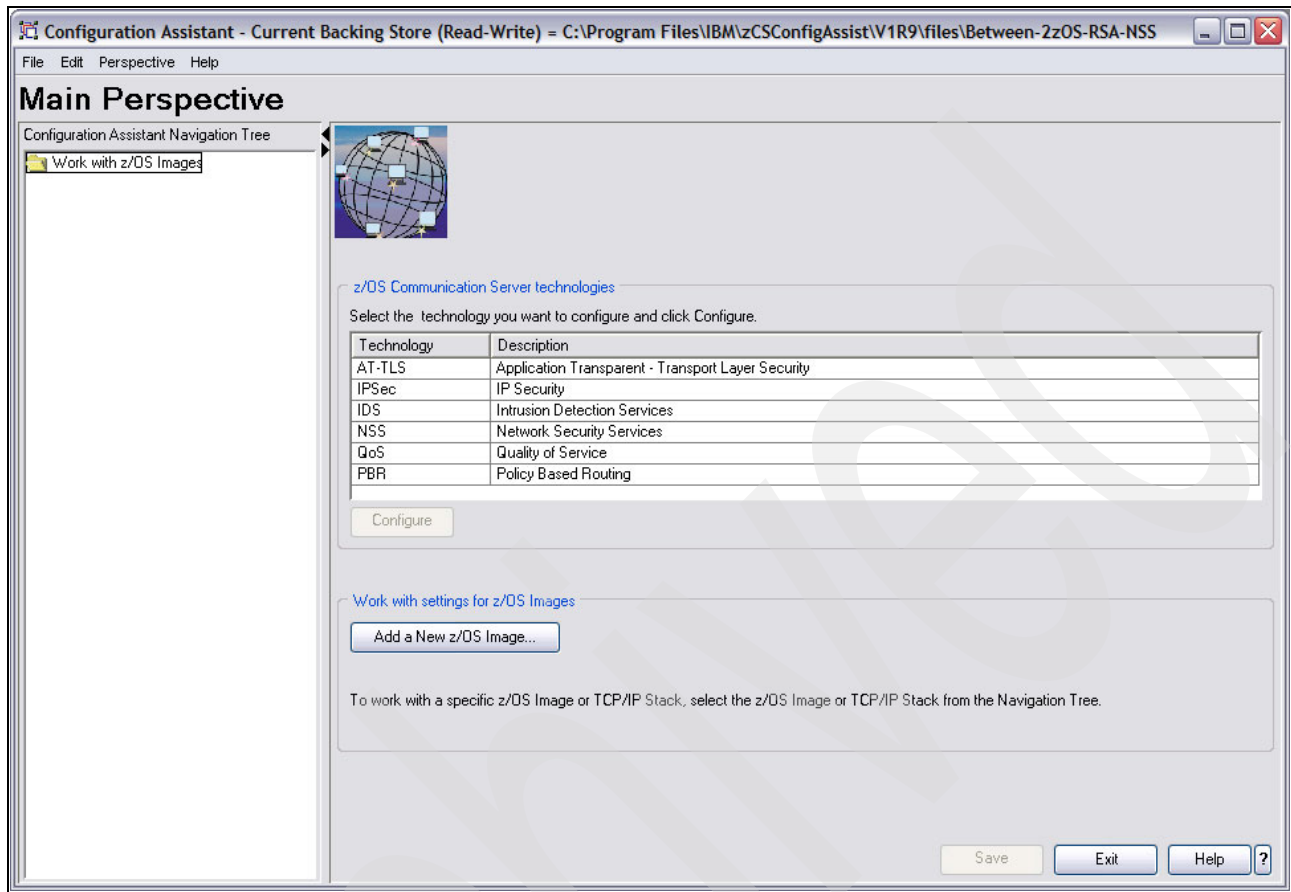 Configuration Assistant - Current Backing Store (Read-Write) = C:\Program Files\IBM\zCSConfigAssist\V1R9\files\Between-2zOS-RSA-NSS
File Edit Perspective Help
Main Perspective
Configuration Assistant Navigation Tree
Work with z/OS Images
z/OS Communication Server technologies
Select the technology you want to configure and click Configure.
Technology Description
AT-TLS Application Transparent - Transport Layer Security
IPSec IP Security
IDS Intrusion Detection Services
NSS Network Security Services
QoS Quality of Service
PBR Policy Based Routing
Configure
Work with settings for z/OS Images
Add a New z/OS Image...
To work with a specific z/OS Image or TCP/IP Stack, select the z/OS Image or TCP/IP Stack from the Navigation Tree.
Save Exit Help ?